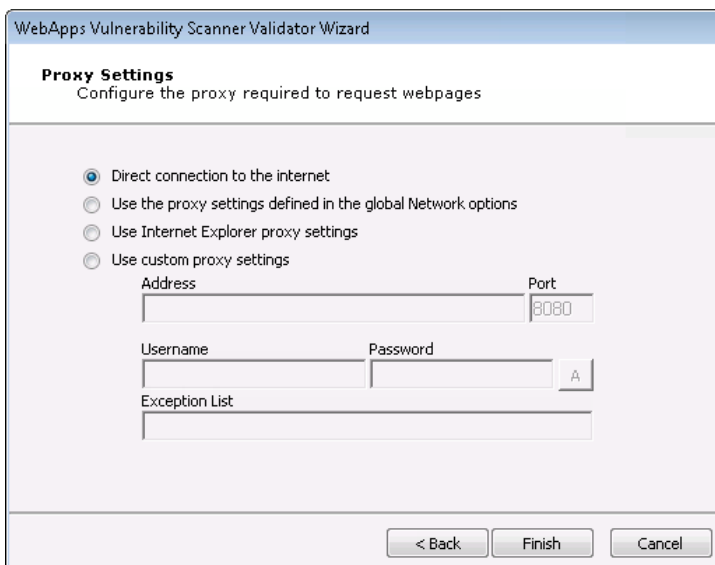 WebApps Vulnerability Scanner Validator Wizard
Proxy Settings
Configure the proxy required to request webpages
Direct connection to the internet
Use the proxy settings defined in the global Network options
Use Internet Explorer proxy settings
Use custom proxy settings
Address Port
8080
Username Password
A
Exception List
< Back Finish Cancel